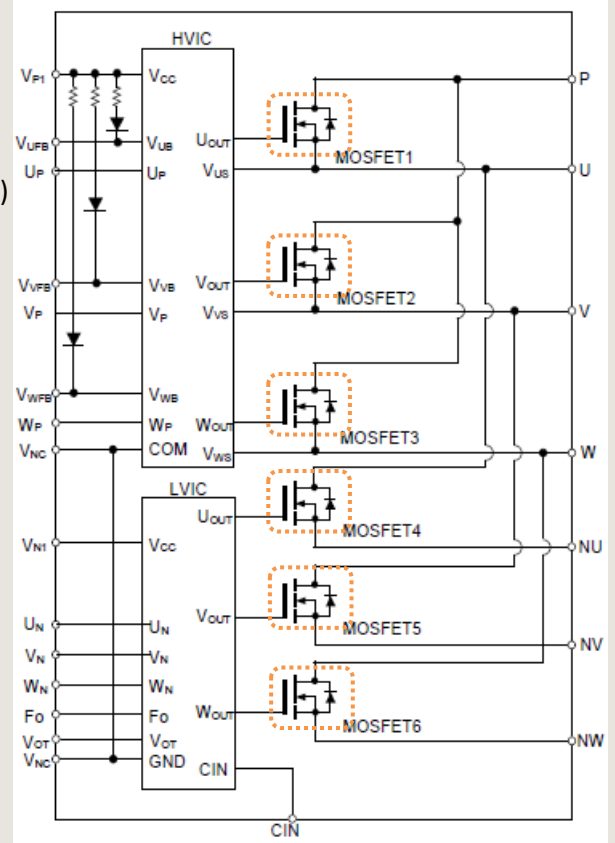 HVIC
VP1
VCC
P
VUFB
VUB
UOUT
MOSFET1
UP
UP
VUS
U
)
VVFB
VVB
VOUT
MOSFET2
VP
VP
VVS
V
VWFB
VWB
WP
WP
WOUT
MOSFET3
VNC
COM
VWS
W
LVIC
UOUT
MOSFET4
VN1
VCC
NU
UN
UN
VOUT
MOSFET5
VN
VN
NV
WN
WN
FO
FO
WOUT
MOSFET6
VOT
VOT
NW
VNC
GND
CIN
CIN